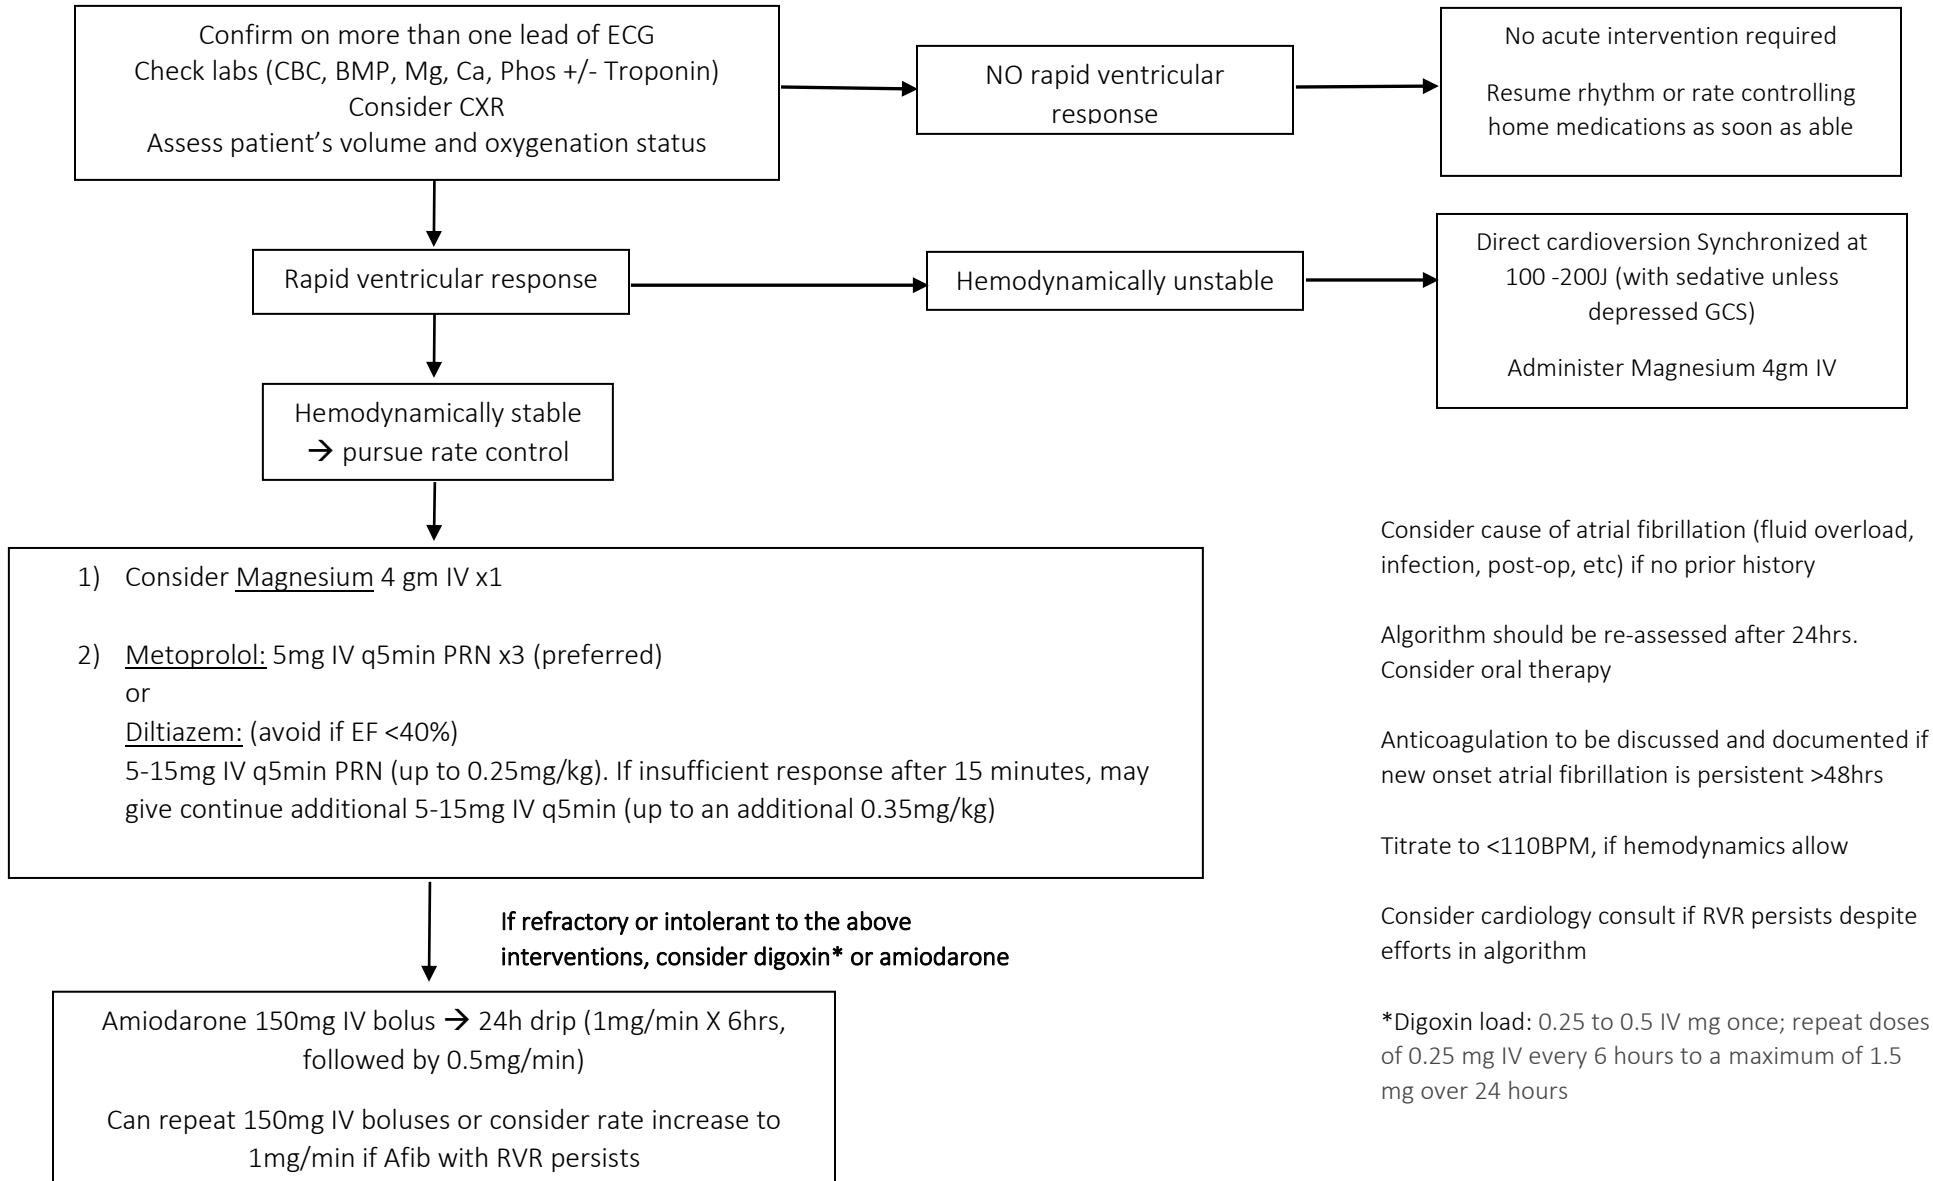 Confirm on more than one lead of ECG
Check labs (CBC, BMP, Mg, Ca, Phos +/- Troponin)
Consider CXR
Assess patient’s volume and oxygenation status
NO rapid ventricular
response
No acute intervention required
Resume rhythm or rate controlling
home medications as soon as able
Rapid ventricular response
Hemodynamically unstable
Direct cardioversion Synchronized at
100 -200J (with sedative unless
depressed GCS)
Administer Magnesium 4gm IV
Hemodynamically stable
→ pursue rate control
1) Consider Magnesium 4 gm IV x1
2) Metoprolol: 5mg IV q5min PRN x3 (preferred)
or
Diltiazem: (avoid if EF <40%)
5-15mg IV q5min PRN (up to 0.25mg/kg). If insufficient response after 15 minutes, may
give continue additional 5-15mg IV q5min (up to an additional 0.35mg/kg)
If refractory or intolerant to the above
interventions, consider digoxin* or amiodarone
Amiodarone 150mg IV bolus → 24h drip (1mg/min X 6hrs,
followed by 0.5mg/min)
Can repeat 150mg IV boluses or consider rate increase to
1mg/min if Afib with RVR persists
Consider cause of atrial fibrillation (fluid overload,
infection, post-op, etc) if no prior history
Algorithm should be re-assessed after 24hrs.
Consider oral therapy
Anticoagulation to be discussed and documented if
new onset atrial fibrillation is persistent >48hrs
Titrate to <110BPM, if hemodynamics allow
Consider cardiology consult if RVR persists despite
efforts in algorithm
*Digoxin load: 0.25 to 0.5 IV mg once; repeat doses
of 0.25 mg IV every 6 hours to a maximum of 1.5
mg over 24 hours